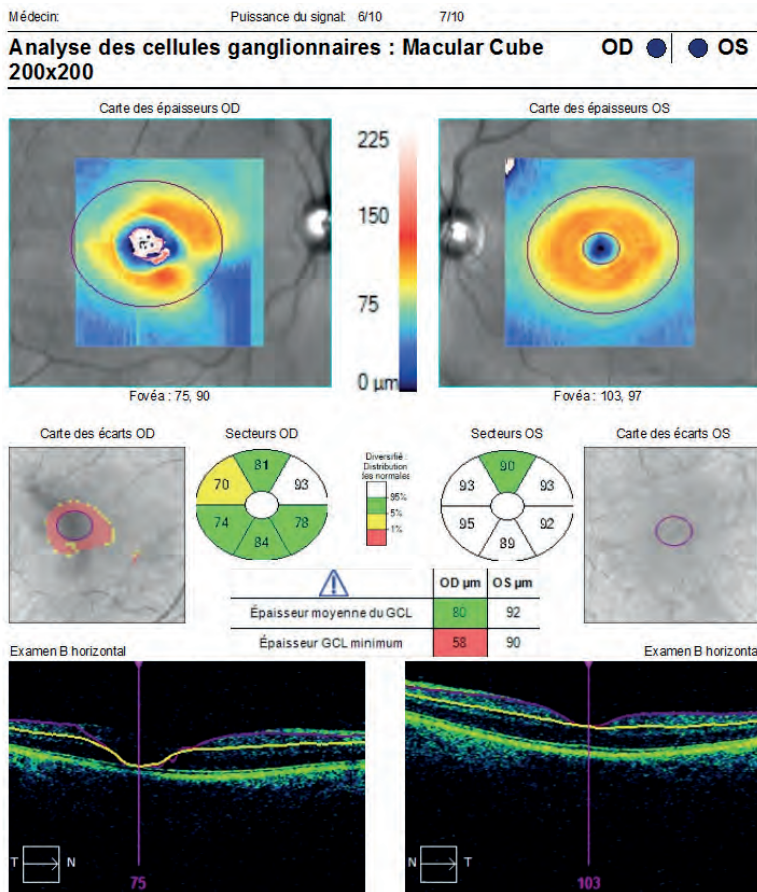 Médecin: Puissance du signal: 6/10 7/10
Analyse des cellules ganglionnaires : Macular Cube 200x200 OD OS
Carte des épaisseurs OD
Carte des épaisseurs OS
225
150
75
0 µm
Fovéa : 75, 90
Fovéa : 103, 97
Carte des écarts OD
Secteurs OD
Diversifié :
Distribution
des normales
95%
5%
1%
Secteurs OS
Carte des écarts OS
81
70
93
74
78
84
90
93
93
95
92
89
OD µm OS µm
Épaisseur moyenne du GCL 80 92
Épaisseur GCL minimum 58 90
Examen B horizontal
Examen B horizonta
T N
75
T N
103